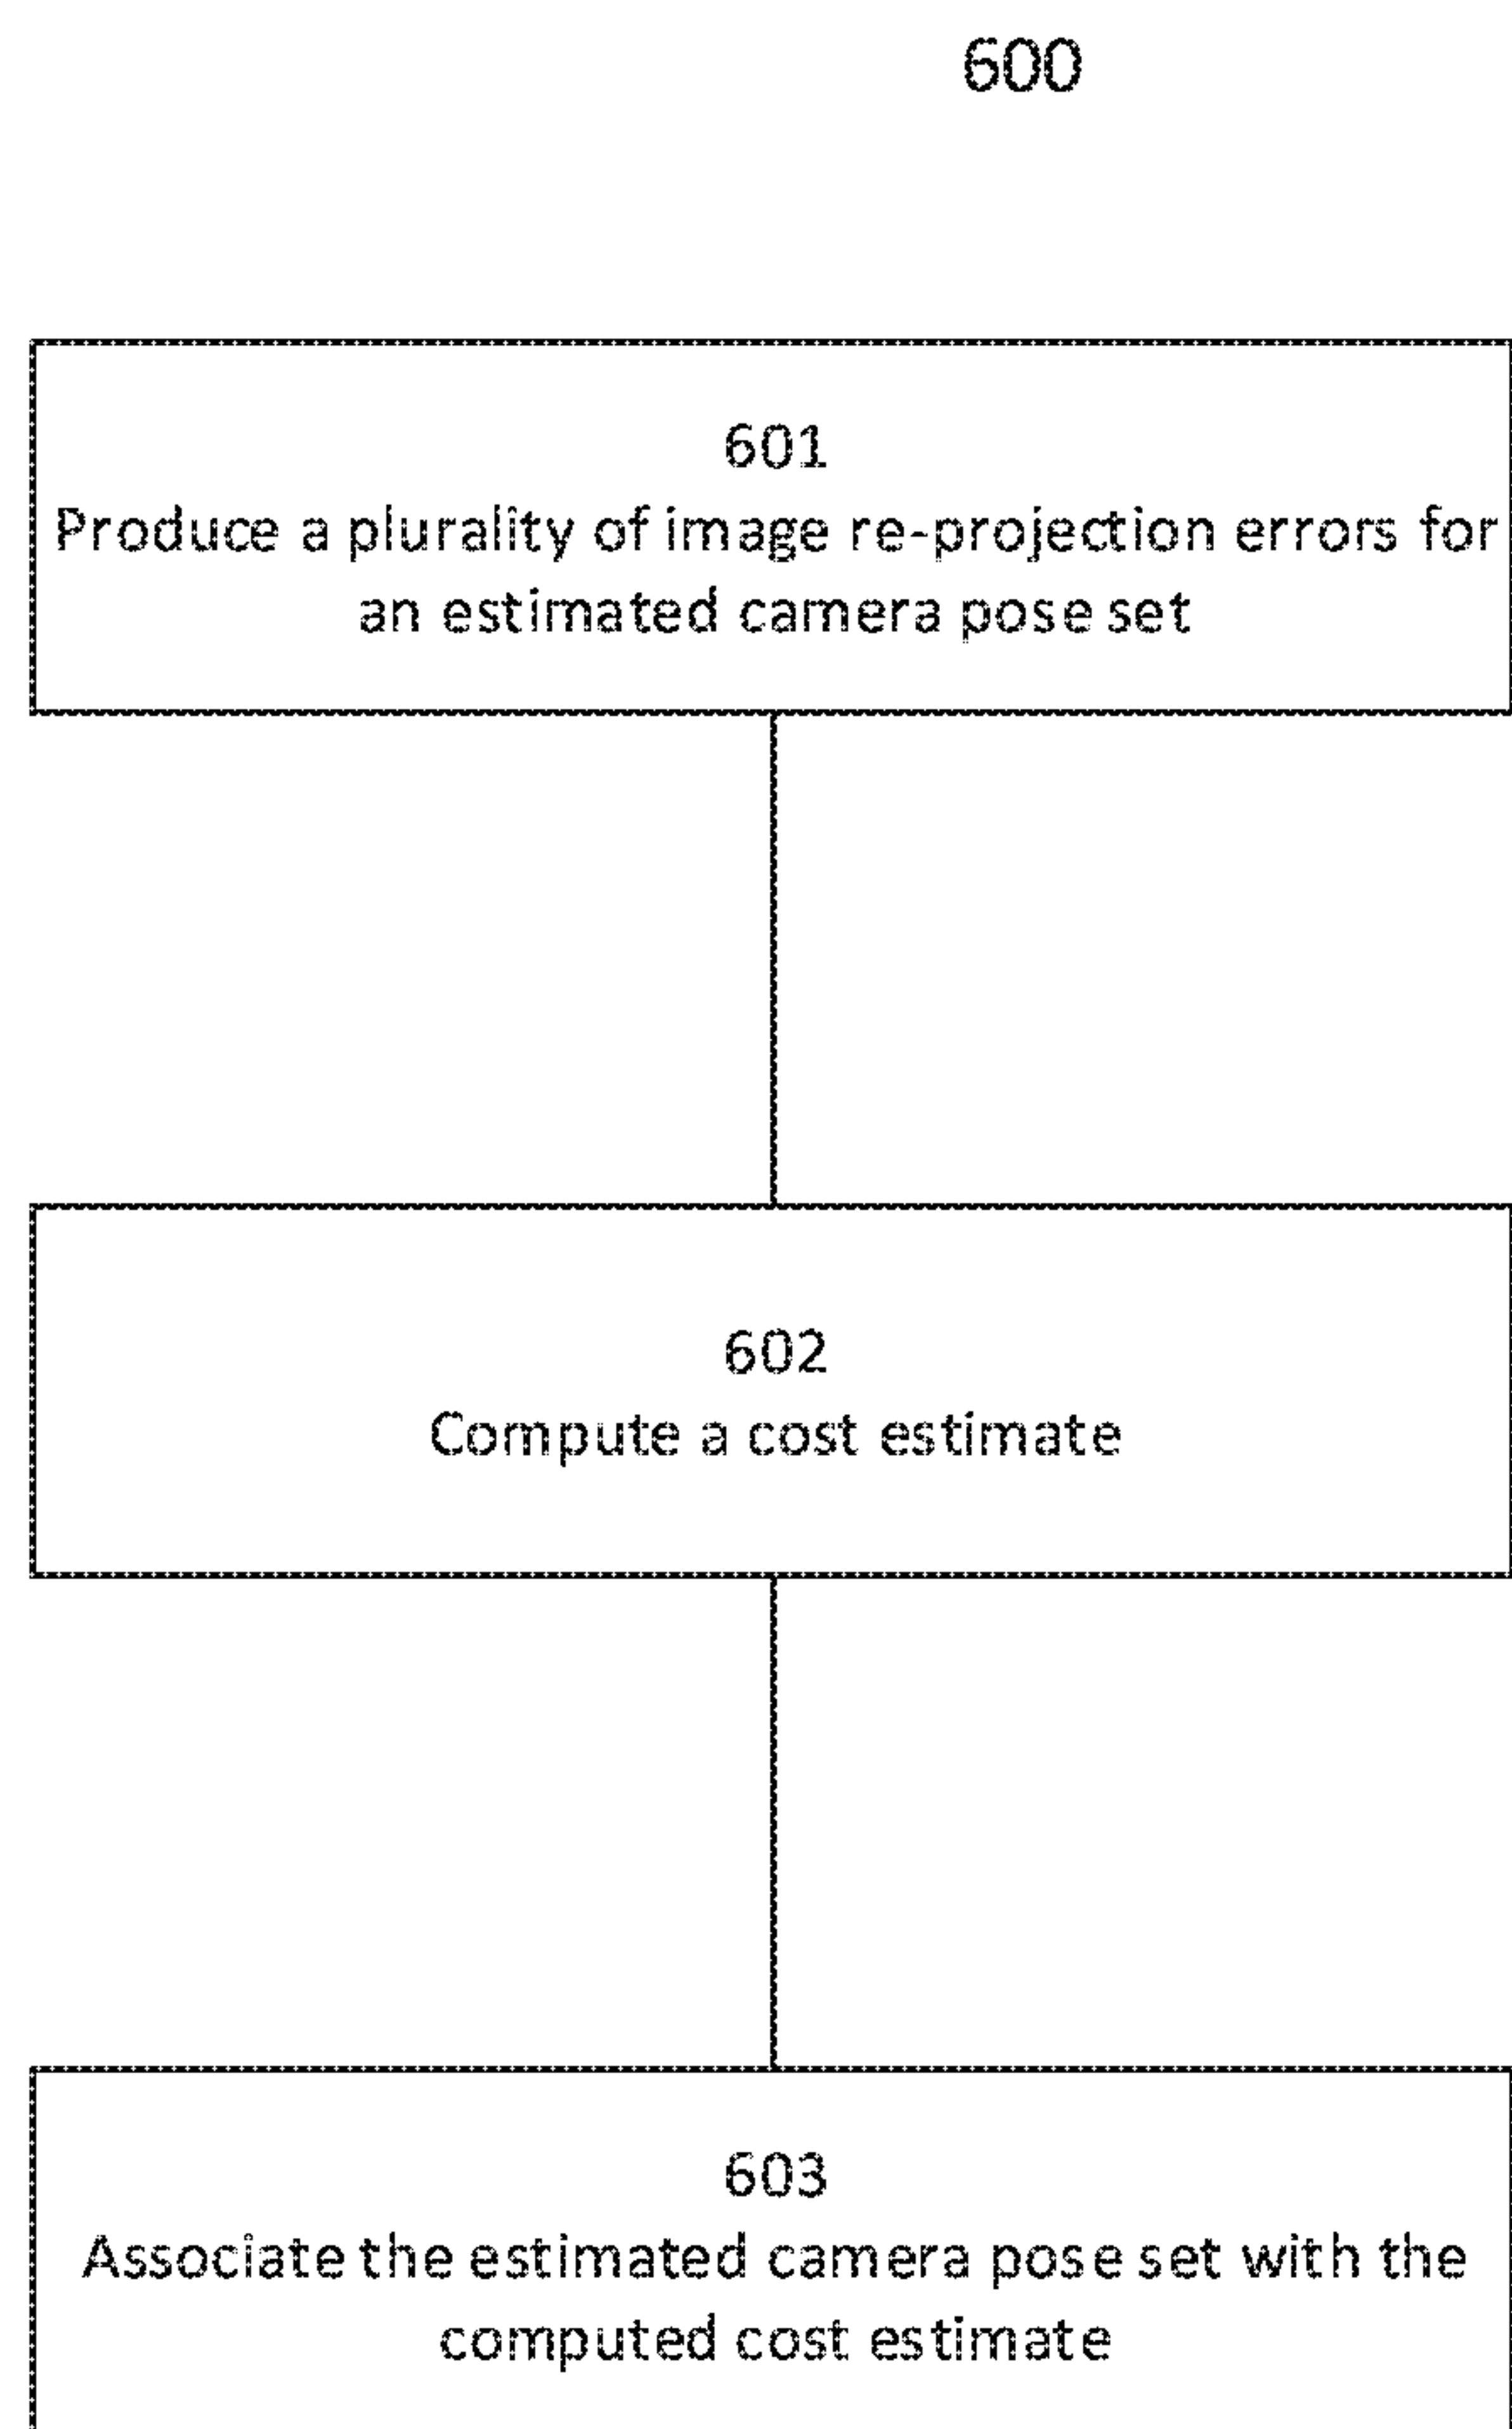 600
601
Produce a plurality of image re-projection errors for
an estimated camera pose set
602
Compute a cost estimate
603
Associate the estimated camera pose set with the
computed cost estimate